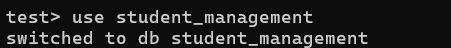 test> use student_management
switched to db student_management